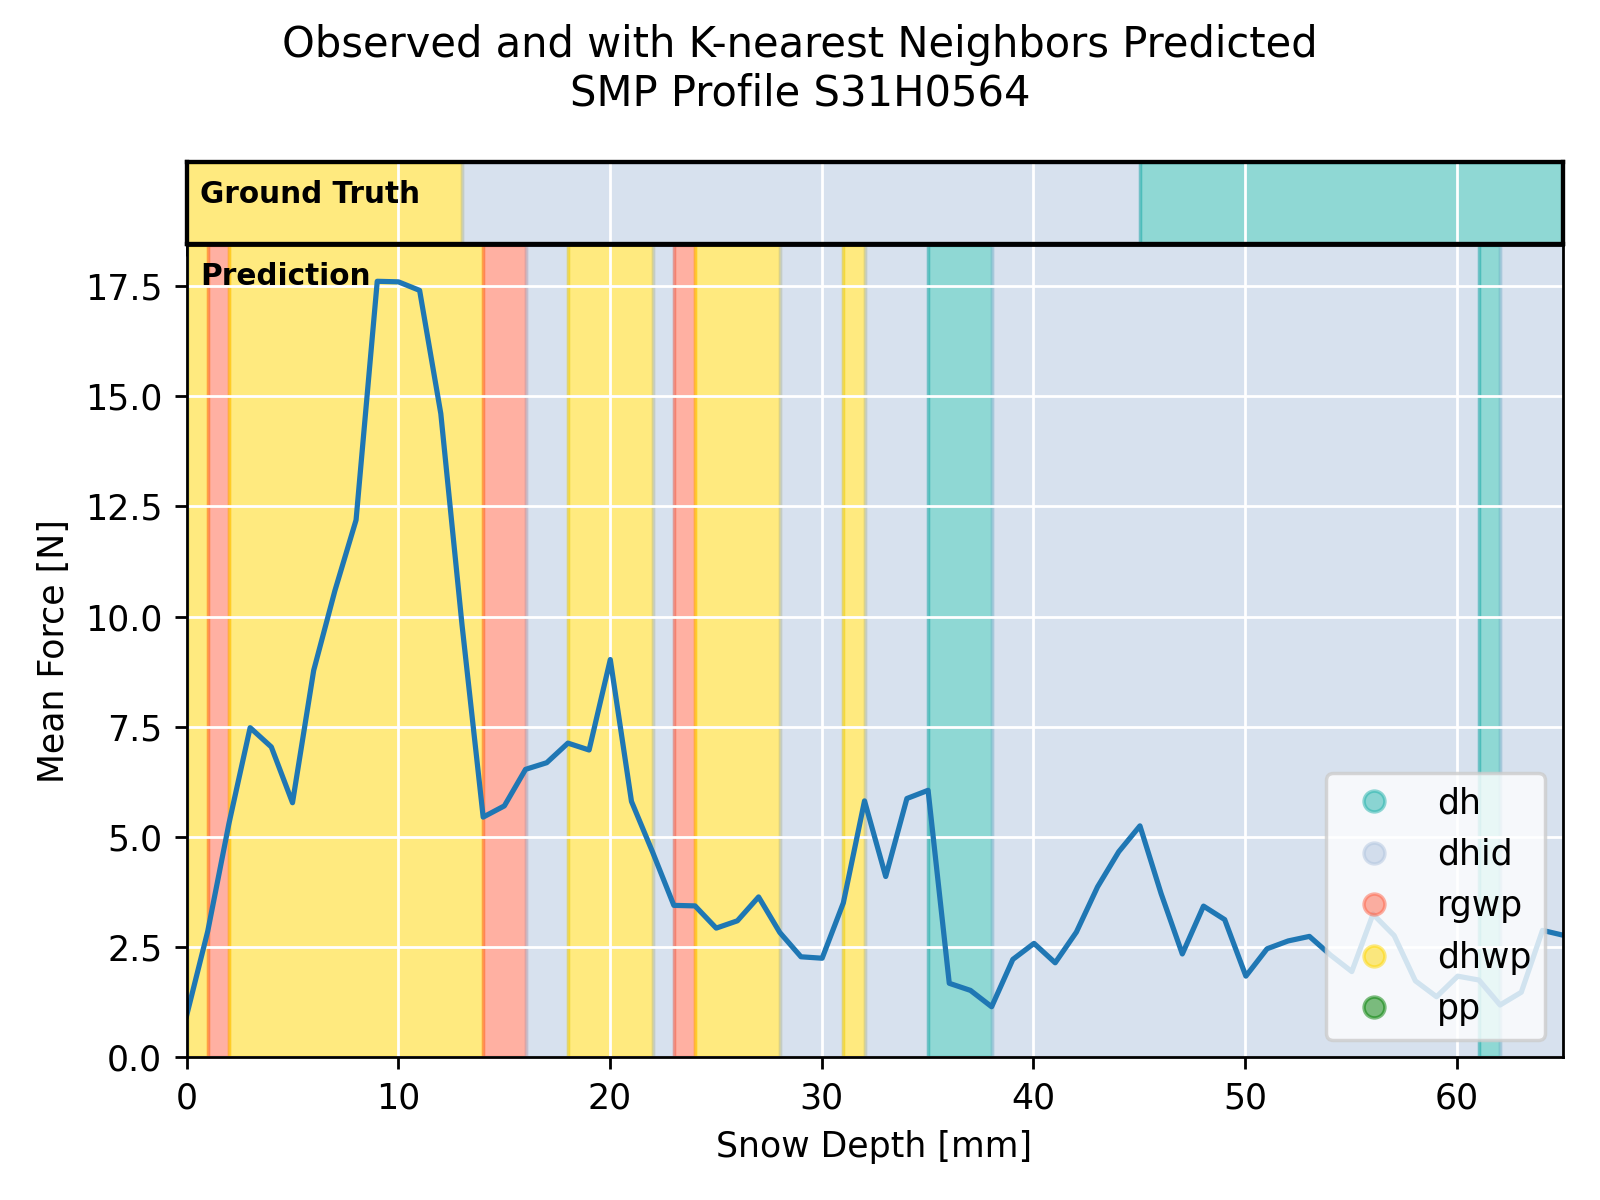 Observed and with K-nearest Neighbors Predicted
SMP Profile S31H0564
Ground Truth
Prediction
17.5
15.0
12.5
10.0
7.5
5.0
2.5
0.0
Mean Force [N]
dh
dhid
rgwp
dhwp
pp
0 10 20 30 40 50 60
Snow Depth [mm]